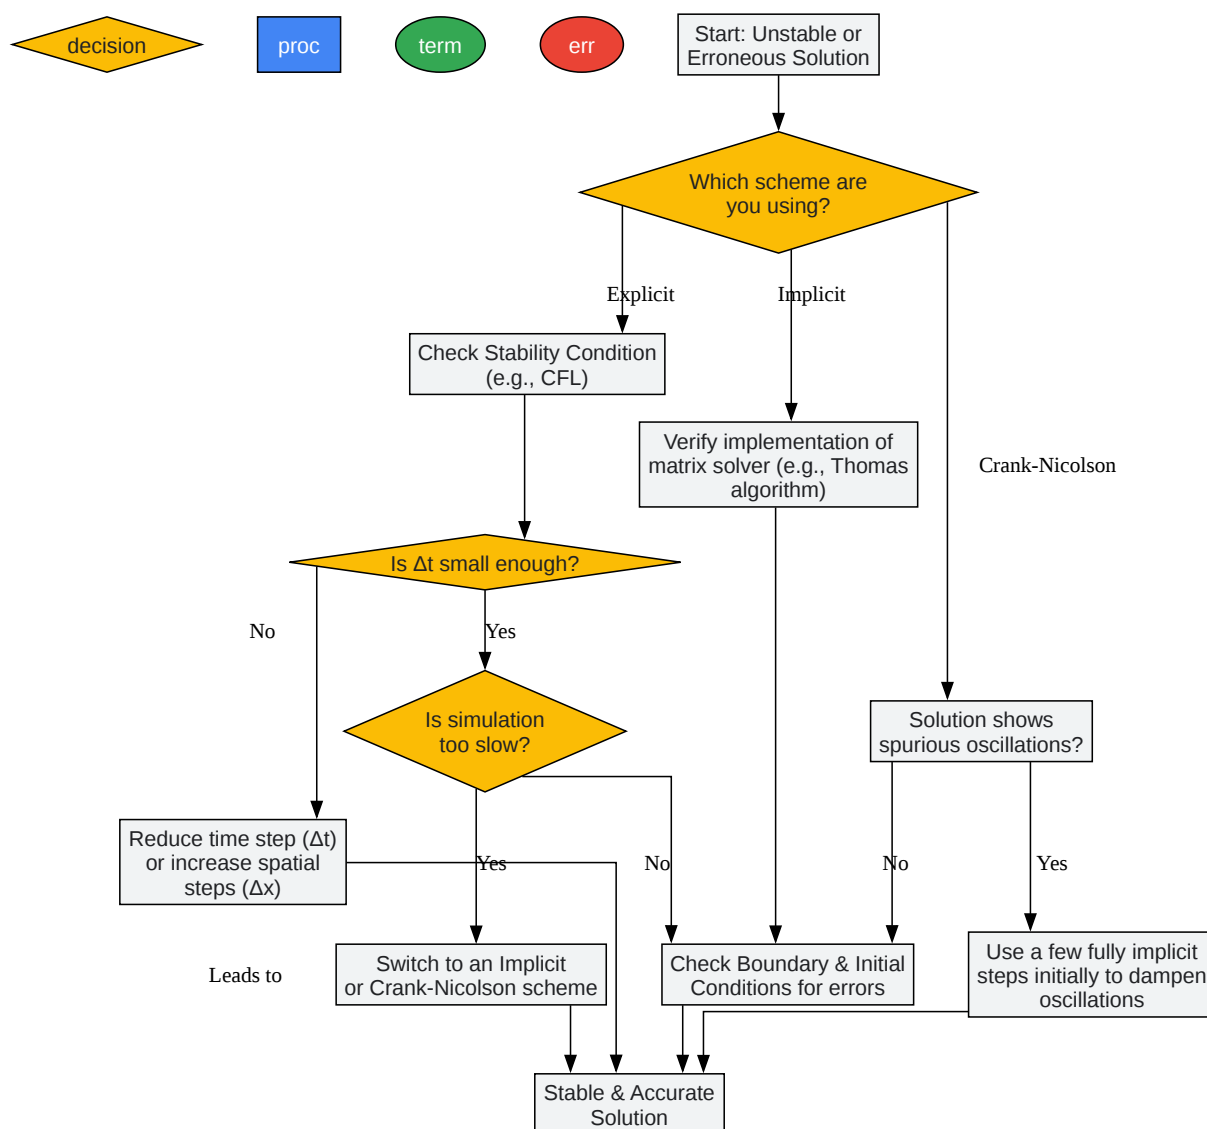 decision
proc
term
err
Start: Unstable or
Erroneous Solution
Which scheme are
you using?
Explicit
Implicit
Crank-Nicolson
Check Stability Condition
(e.g., CFL)
Verify implementation of
matrix solver (e.g., Thomas
algorithm)
Is Δt small enough?
No
Yes
Is simulation
too slow?
Solution shows
spurious oscillations?
Reduce time step (Δt)
or increase spatial
steps (Δx)
Yes
No
No
Yes
Leads to
Switch to an Implicit
or Crank-Nicolson scheme
Check Boundary & Initial
Conditions for errors
Use a few fully implicit
steps initially to dampen
oscillations
Stable & Accurate
Solution